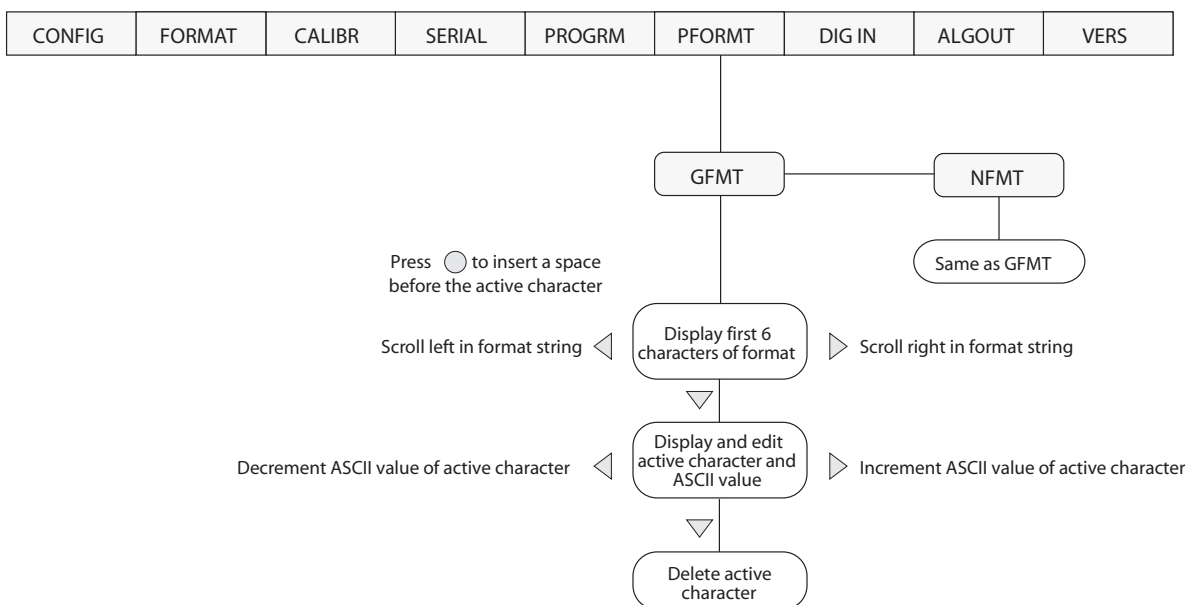 CONFIG FORMAT CALIBR SERIAL PROGRM PFORMT DIG IN ALGOUT VERS
GFMT NFMT
Same as GFMT
Press to insert a space
before the active character
Display first 6
characters of format
Scroll left in format string
Scroll right in format string
Display and edit
active character and
ASCII value
Decrement ASCII value of active character
Increment ASCII value of active character
Delete active
character